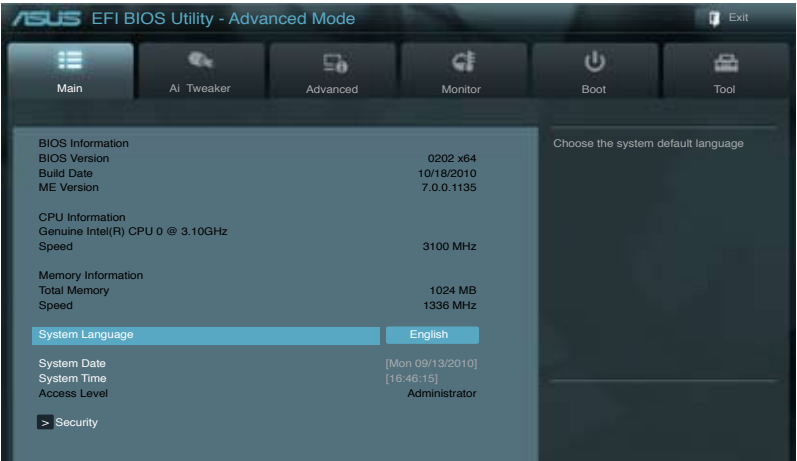 ASUS EFI BIOS Utility - Advanced Mode Exit
Main Ai Tweaker Advanced Monitor Boot Tool
BIOS Information
BIOS Version 0202 x64
Build Date 10/18/2010
ME Version 7.0.0.1135
CPU Information
Genuine Intel(R) CPU 0 @ 3.10GHz
Speed 3100 MHz
Memory Information
Total Memory 1024 MB
Speed 1336 MHz
System Language English
System Date [Mon 09/13/2010]
System Time [16:46:15]
Access Level Administrator
> Security
Choose the system default language